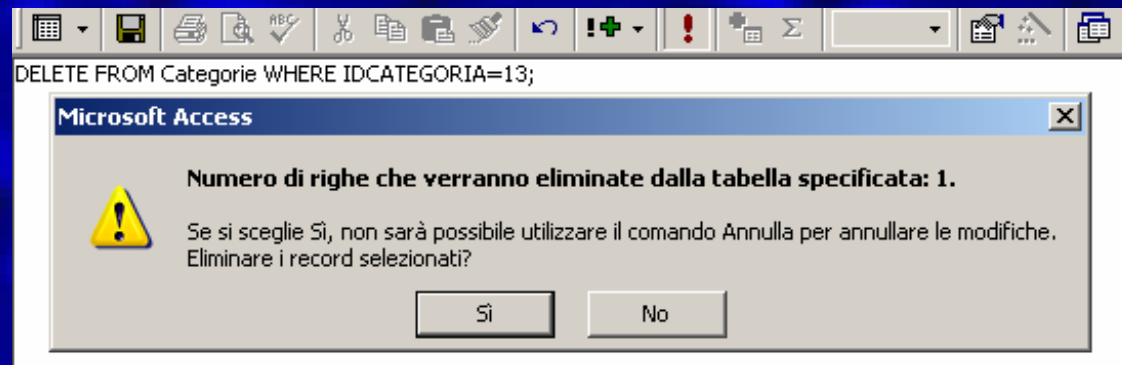 ABC
DELETE FROM Categorie WHERE IDCATEGORIA=13;
Microsoft Access
Numero di righe che verranno eliminate dalla tabella specificata: 1.
Se si sceglie Sì, non sarà possibile utilizzare il comando Annulla per annullare le modifiche.
Eliminare i record selezionati?
Sì No